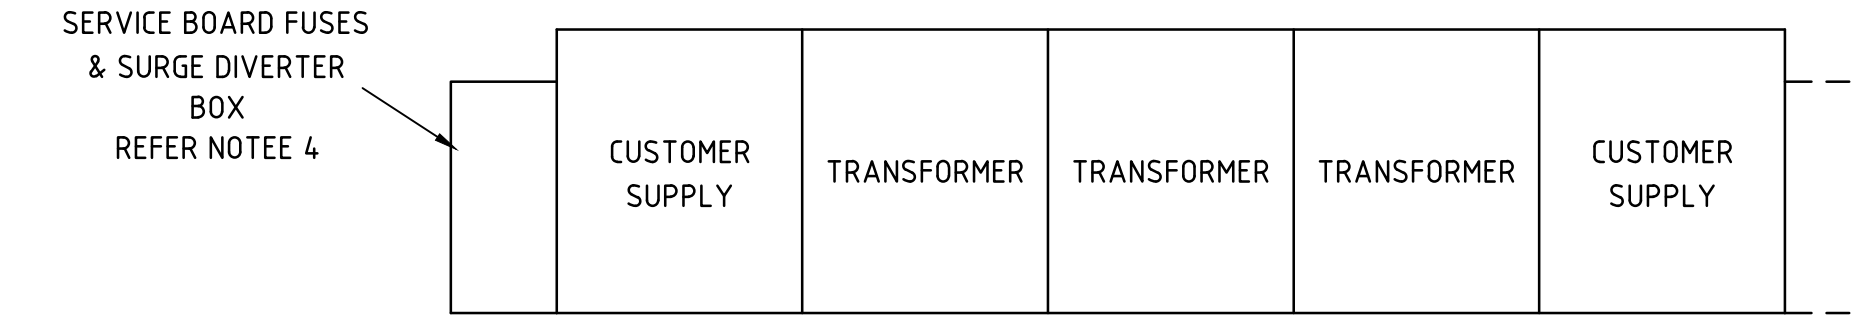 SERVICE BOARD FUSES
& SURGE DIVERTER
BOX
REFER NOTEE 4
CUSTOMER
SUPPLY
TRANSFORMER
TRANSFORMER
TRANSFORMER
CUSTOMER
SUPPLY